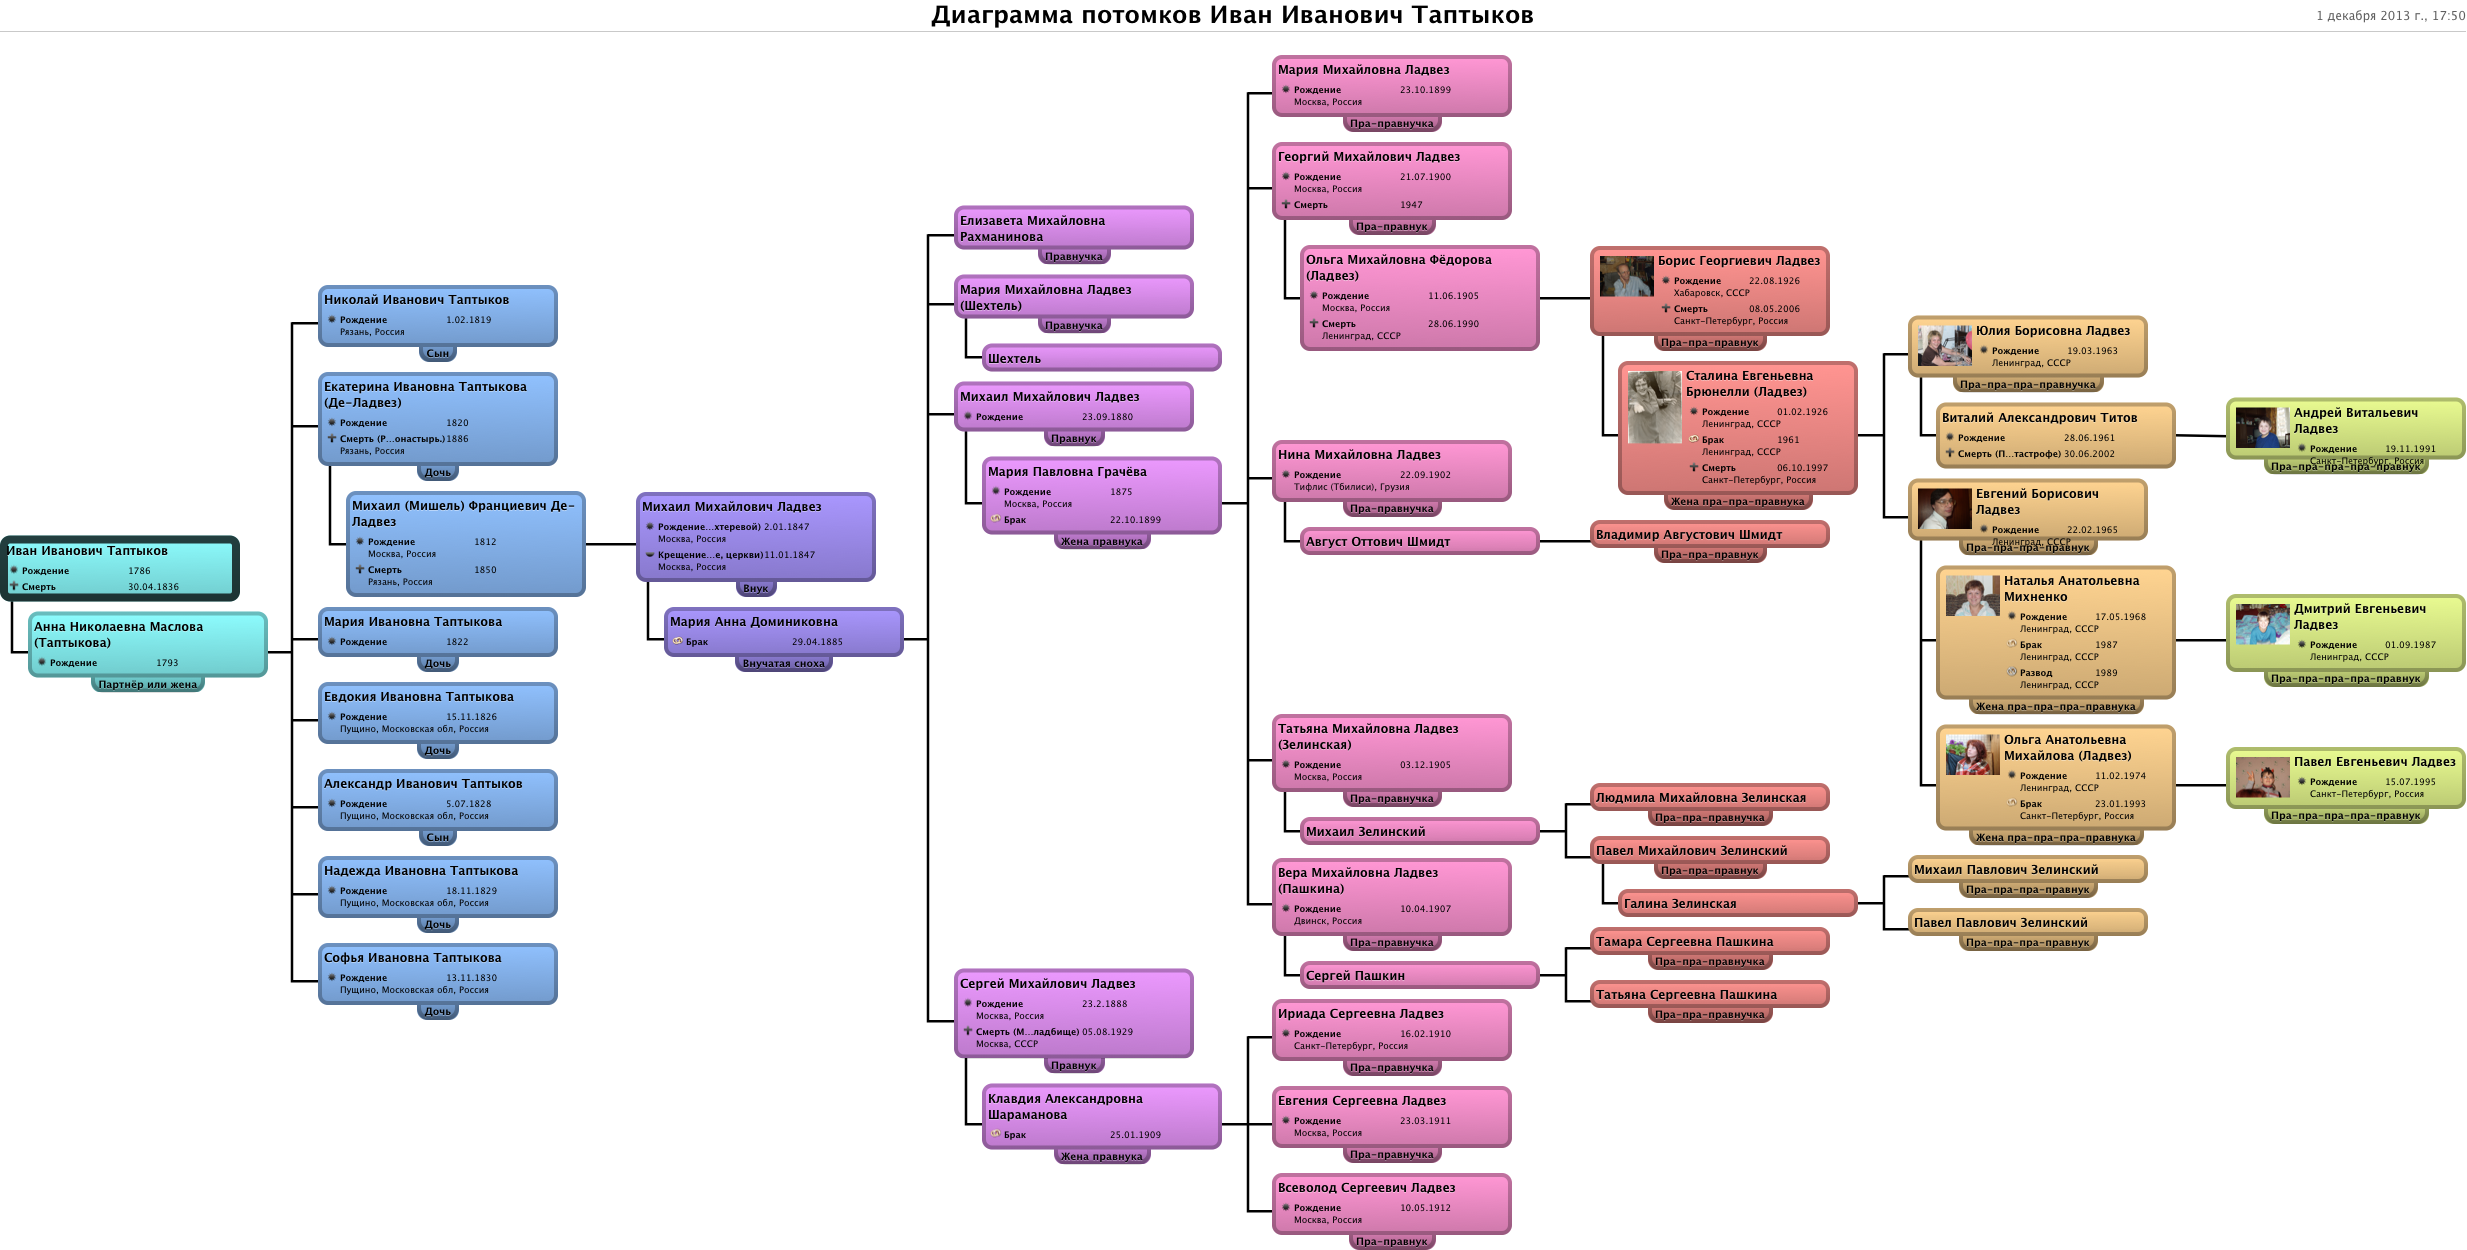 Диаграмма потомков Иван Иванович Таптыков
1 декабря 2013 г., 17:50
Иван Иванович Таптыков
Рождение 1786
Смерть 30.04.1836
Анна Николаевна Маслова
(Таптыкова)
Рождение 1793
Партнёр или жена
Николай Иванович Таптыков
Рождение 1.02.1819
Рязань, Россия
Сын
Екатерина Ивановна Таптыкова
(Де-Ладвез)
Рождение 1820
Смерть (Р...онастырь.) 1886
Рязань, Россия
Дочь
Михаил (Мишель) Францевич Де-
Ладвез
Рождение 1812
Москва, Россия
Смерть 1850
Рязань, Россия
Мария Ивановна Таптыкова
Рождение 1822
Дочь
Евдокия Ивановна Таптыкова
Рождение 15.11.1826
Пущино, Московская обл, Россия
Дочь
Александр Иванович Таптыков
Рождение 5.07.1828
Пущино, Московская обл, Россия
Сын
Надежда Ивановна Таптыкова
Рождение 18.11.1829
Пущино, Московская обл, Россия
Дочь
Софья Ивановна Таптыкова
Рождение 13.11.1830
Пущино, Московская обл, Россия
Дочь
Михаил Михайлович Ладвез
Рождение...хтеревой) 2.01.1847
Москва, Россия
Крещение...е, церкви) 11.01.1847
Москва, Россия
Внук
Мария Анна Доминиковна
Брак 29.04.1885
Внучатая сноха
Елизавета Михайловна
Рахманинова
Правнучка
Мария Михайловна Ладвез
(Шехтель)
Правнучка
Шехтель
Михаил Михайлович Ладвез
Рождение 23.09.1880
Правнук
Мария Павловна Грачёва
Рождение 1875
Москва, Россия
Брак 22.10.1899
Жена правнука
Сергей Михайлович Ладвез
Рождение 23.2.1888
Москва, Россия
Смерть (М...ладбище) 05.08.1929
Москва, СССР
Правнук
Клавдия Александровна
Шараманова
Брак 25.01.1909
Жена правнука
Мария Михайловна Ладвез
Рождение 23.10.1899
Москва, Россия
Пра-правнучка
Георгий Михайлович Ладвез
Рождение 21.07.1900
Москва, Россия
Смерть 1947
Пра-правнук
Ольга Михайловна Фёдорова
(Ладвез)
Рождение 11.06.1905
Москва, Россия
Смерть 28.06.1990
Ленинград, СССР
Нина Михайловна Ладвез
Рождение 22.09.1902
Тифлис (Тбилиси), Грузия
Пра-правнучка
Август Оттович Шмидт
Татьяна Михайловна Ладвез
(Зелинская)
Рождение 03.12.1905
Москва, Россия
Пра-правнучка
Михаил Зелинский
Вера Михайловна Ладвез
(Пашкина)
Рождение 10.04.1907
Двинск, Россия
Пра-правнучка
Сергей Пашкин
Ириада Сергеевна Ладвез
Рождение 16.02.1910
Санкт-Петербург, Россия
Пра-правнучка
Евгения Сергеевна Ладвез
Рождение 23.03.1911
Москва, Россия
Пра-правнучка
Всеволод Сергеевич Ладвез
Рождение 10.05.1912
Москва, Россия
Пра-правнук
Борис Георгиевич Ладвез
Рождение 22.08.1926
Хабаровск, СССР
Смерть 08.05.2006
Санкт-Петербург, Россия
Пра-пра-правнук
Сталина Евгеньевна
Брюнелли (Ладвез)
Рождение 01.02.1926
Ленинград, СССР
Брак 1961
Ленинград, СССР
Смерть 06.10.1997
Санкт-Петербург, Россия
Жена пра-пра-правнука
Владимир Августович Шмидт
Пра-пра-правнук
Людмила Михайловна Зелинская
Пра-пра-правнучка
Павел Михайлович Зелинский
Пра-пра-правнук
Галина Зелинская
Тамара Сергеевна Пашкина
Пра-пра-правнучка
Татьяна Сергеевна Пашкина
Пра-пра-правнучка
Юлия Борисовна Ладвез
Рождение 19.03.1963
Ленинград, СССР
Пра-пра-пра-правнучка
Виталий Александрович Титов
Рождение 28.06.1961
Смерть (П...тастрофе) 30.06.2002
Евгений Борисович
Ладвез
Рождение 22.02.1965
Ленинград, СССР
Пра-пра-пра-правнук
Наталья Анатольевна
Михненко
Рождение 17.05.1968
Ленинград, СССР
Брак 1987
Ленинград, СССР
Развод 1989
Ленинград, СССР
Жена пра-пра-пра-правнука
Ольга Анатольевна
Михайлова (Ладвез)
Рождение 11.02.1974
Ленинград, СССР
Брак 23.01.1993
Санкт-Петербург, Россия
Жена пра-пра-пра-правнука
Михаил Павлович Зелинский
Пра-пра-пра-правнук
Павел Павлович Зелинский
Пра-пра-пра-правнук
Андрей Витальевич
Ладвез
Рождение 19.11.1991
Санкт-Петербург, Россия
Пра-пра-пра-пра-правнук
Дмитрий Евгеньевич
Ладвез
Рождение 01.09.1987
Ленинград, СССР
Пра-пра-пра-пра-правнук
Павел Евгеньевич Ладвез
Рождение 15.07.1995
Санкт-Петербург, Россия
Пра-пра-пра-пра-правнук